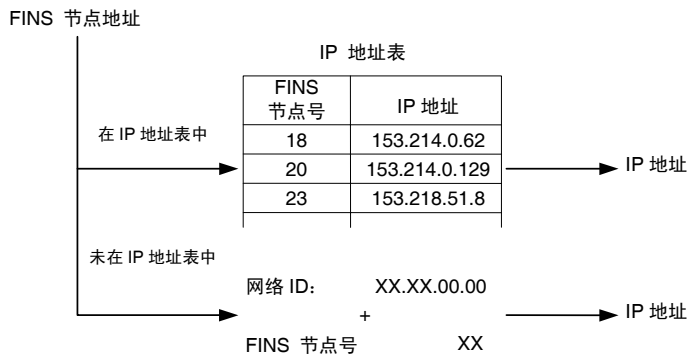 FINS 节点地址
IP 地址表
FINS
节点号
IP 地址
在 IP 地址表中
18 153.214.0.62
20 153.214.0.129
IP 地址
23 153.218.51.8
未在 IP 地址表中
网络 ID: XX.XX.00.00
+
IP 地址
FINS 节点号 XX